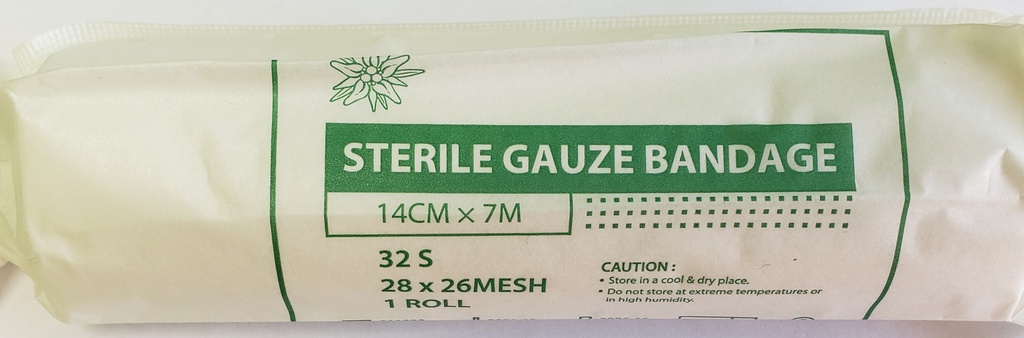 STERILE GAUZE BANDAGE
14CM × 7M
32 S
28 x 26MESH
1 ROLL
CAUTION :
• Store in a cool & dry place.
• Do not store at extreme temperatures or
in high humidity.